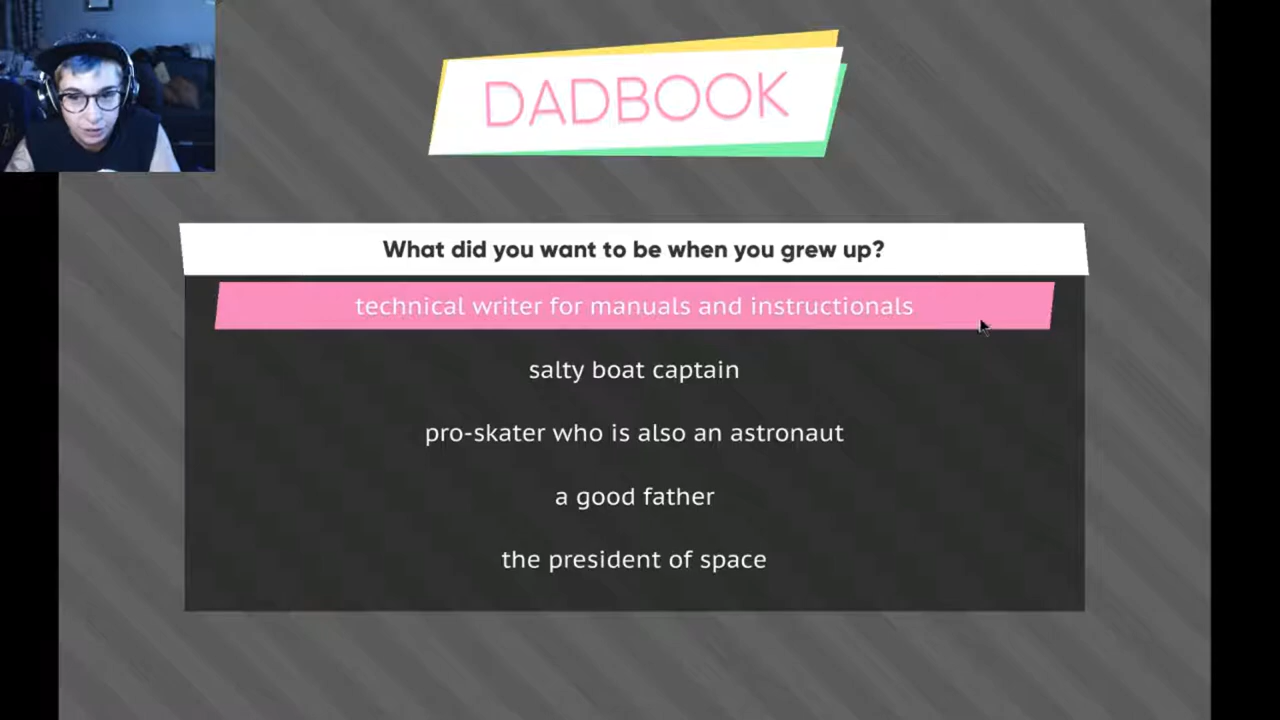 DADBOOK
What did you want to be when you grew up?
technical writer for manuals and instructionals
salty boat captain
pro-skater who is also an astronaut
a good father
the president of space